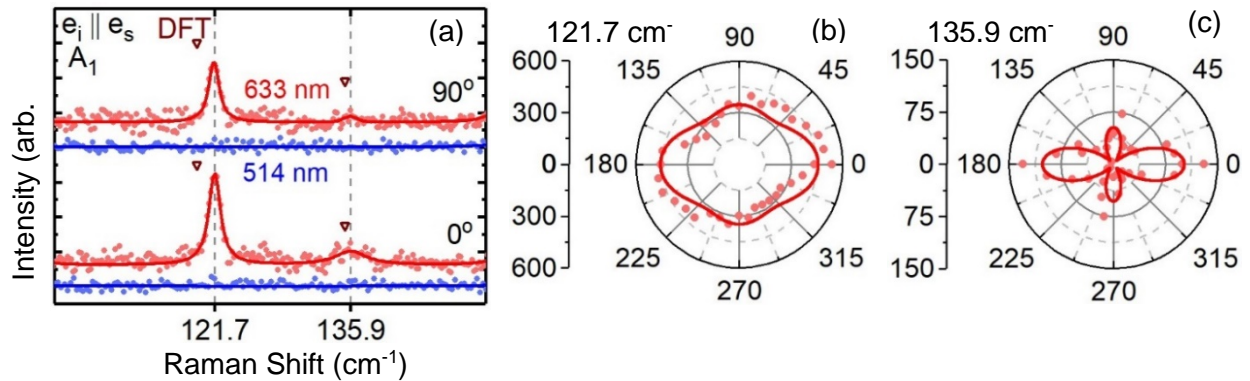 e_i ∥ e_s DFT (a)
A₁
633 nm 90°
514 nm
0°
Intensity (arb.)
121.7 135.9
Raman Shift (cm⁻¹)
121.7 cm⁻ (b)
600
300
0
300
600
90
135 45
180 0
225 315
270
135.9 cm⁻ (c)
150
75
0
75
150
90
135 45
180 0
225 315
270